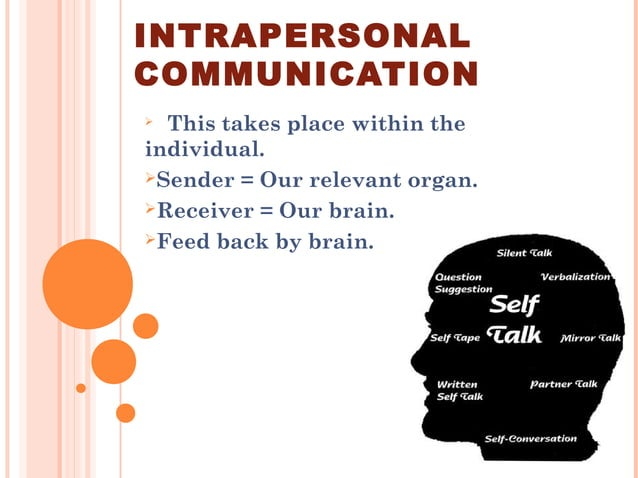 INTRAPERSONAL
COMMUNICATION
➢ This takes place within the
individual.
➢Sender = Our relevant organ.
➢Receiver = Our brain.
➢Feed back by brain.
Silent Talk
Question
Suggestion
Verbalization
Self
Talk
Self Tape
Mirror Talk
Written
Self Talk
Partner Talk
Self-Conversation